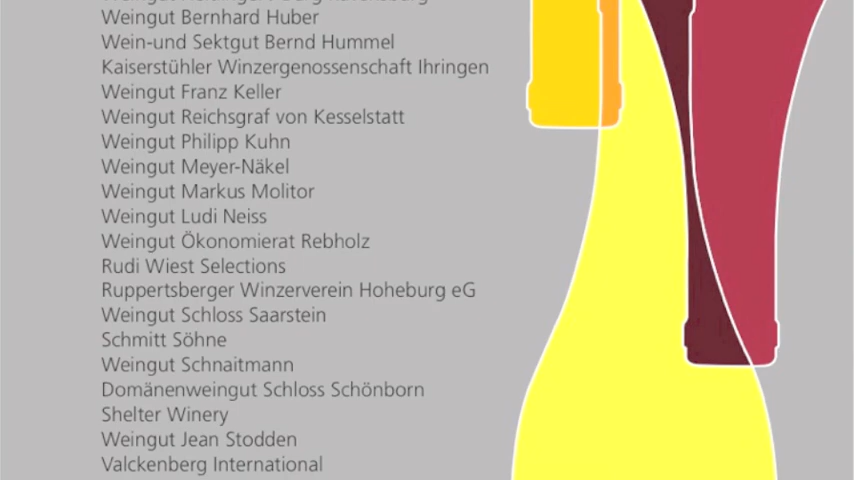 Weingut Bernhard Huber
Wein-und Sektgut Bernd Hummel
Kaiserstühler Winzergenossenschaft Ihringen
Weingut Franz Keller
Weingut Reichsgraf von Kesselstatt
Weingut Philipp Kuhn
Weingut Meyer-Näkel
Weingut Markus Molitor
Weingut Ludi Neiss
Weingut Ökonomierat Rebholz
Rudi Wiest Selections
Ruppertsberger Winzerverein Hoheburg eG
Weingut Schloss Saarstein
Schmitt Söhne
Weingut Schnaitmann
Domänenweingut Schloss Schönborn
Shelter Winery
Weingut Jean Stodden
Valckenberg International